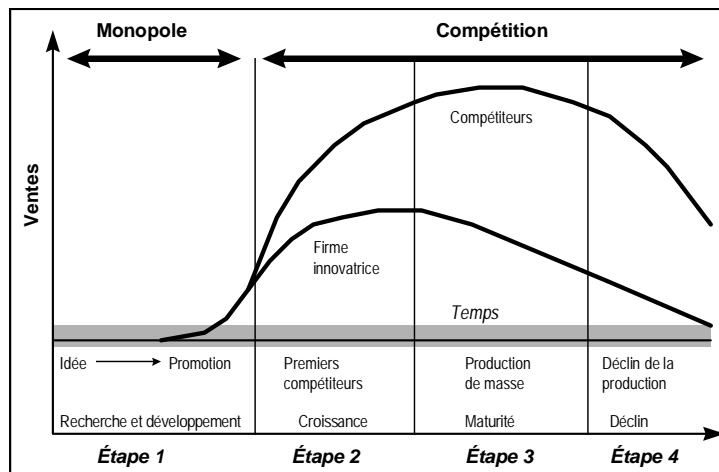 Monopole
Compétition
Ventes
Compétiteurs
Firme
innovatrice
Temps
Idée
Promotion
Premiers
compétiteurs
Production
de masse
Déclin de la
production
Recherche et développement
Croissance
Maturité
Déclin
Étape 1
Étape 2
Étape 3
Étape 4